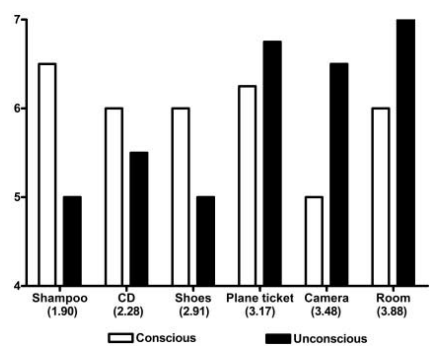 7
6
5
4
Shampoo CD Shoes Plane ticket Camera Room
(1.90) (2.28) (2.91) (3.17) (3.48) (3.88)
Conscious Unconscious